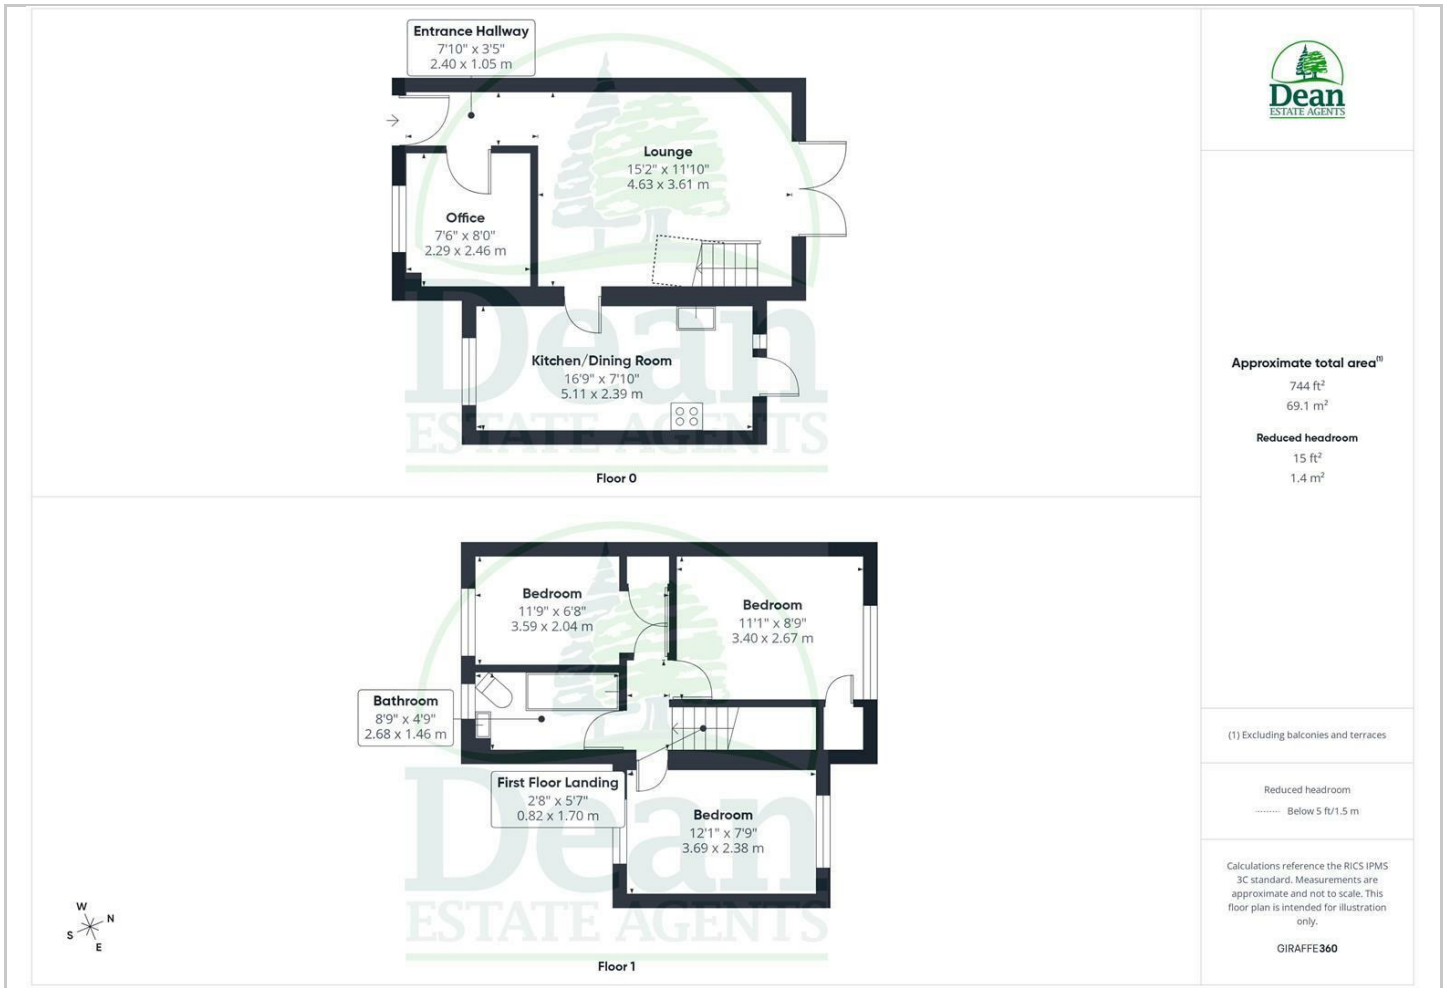 Entrance Hallway
7'10" x 3'5"
2.40 x 1.05 m
Lounge
15'2" x 11'10"
4.63 x 3.61 m
Office
7'6" x 8'0"
2.29 x 2.46 m
Kitchen/Dining Room
16'9" x 7'10"
5.11 x 2.39 m
Dean
ESTATE AGENTS
Floor 0
Bedroom
11'9" x 6'8"
3.59 x 2.04 m
Bedroom
11'1" x 8'9"
3.40 x 2.67 m
Bathroom
8'9" x 4'9"
2.68 x 1.46 m
First Floor Landing
2'8" x 5'7"
0.82 x 1.70 m
Bedroom
12'1" x 7'9"
3.69 x 2.38 m
Dean
ESTATE AGENTS
Floor 1
W
N
S
E
Dean
ESTATE AGENTS
Approximate total area(1)
744 ft²
69.1 m²
Reduced headroom
15 ft²
1.4 m²
(1) Excluding balconies and terraces
Reduced headroom
Below 5 ft/1.5 m
Calculations reference the RICS IPMS
3C standard. Measurements are
approximate and not to scale. This
floor plan is intended for illustration
only.
GIRAFFE360